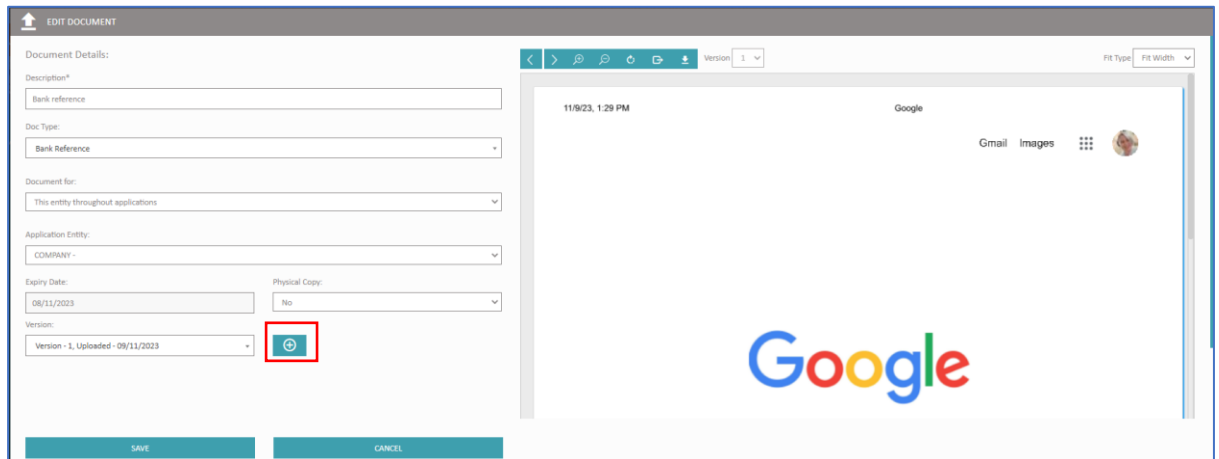 EDIT DOCUMENT
Document Details:
Description*
Bank reference
Doc Type:
Bank Reference
Document for:
This entity throughout applications
Application Entity:
COMPANY -
Expiry Date:
Physical Copy:
08/11/2023
No
Version:
Version - 1, Uploaded - 09/11/2023
SAVE
CANCEL
Version 1
Fit Type Fit Width
11/9/23, 1:29 PM
Google
Gmail Images
Google